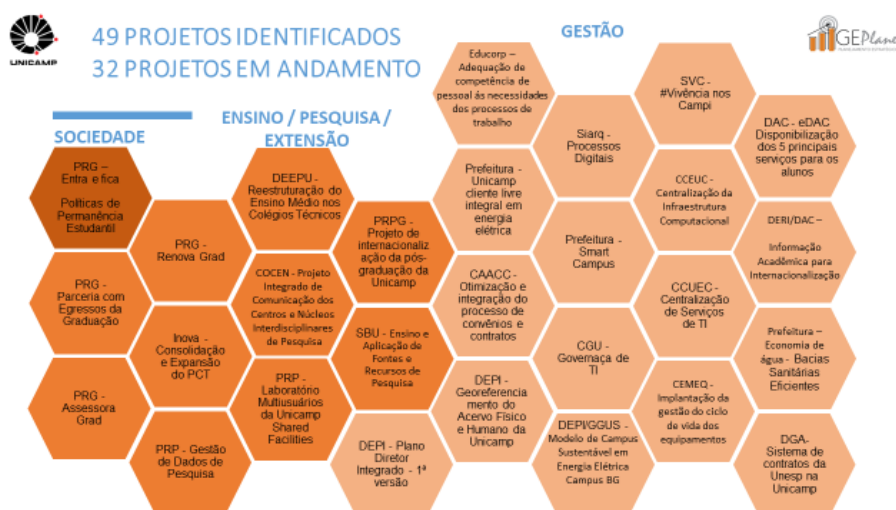 UNICAMP
49 PROJETOS IDENTIFICADOS
32 PROJETOS EM ANDAMENTO
GESTÃO
GEPlanes
SOCIEDADE
ENSINO / PESQUISA /
EXTENSÃO
PRG –
Entra e fica
Políticas de
Permanência
Estudantil
PRG -
Parceria com
Egressos da
Graduação
PRG -
Assessora
Grad
PRG -
Renova Grad
Inova -
Consolidação
e Expansão
do PCT
PRP - Gestão
de Dados de
Pesquisa
DEEPU -
Reestruturação do
Ensino Médio nos
Colégios Técnicos
COCEN - Projeto
Integrado de
Comunicação dos
Centros e Núcleos
Interdisciplinares
de Pesquisa
PRP -
Laboratório
Multiusuários
da Unicamp
Shared
Facilities
PRPG -
Projeto de
internacionaliz
ação da pós-
graduação da
Unicamp
SBU - Ensino e
Aplicação de
Fontes e
Recursos de
Pesquisa
DEPI - Plano
Diretor
Integrado - 1ª
versão
Educorp –
Adequação de
competência de
pessoal ás necessidades
dos processos de
trabalho
Prefeitura -
Unicamp
cliente livre
integral em
energia
elétrica
CAACC -
Otimização e
integração do
processo de
convênios e
contratos
DEPI -
Georeferencia
mento do
Acervo Físico
e Humano da
Unicamp
Siarq -
Processos
Digitais
Prefeitura -
Smart
Campus
CGU -
Governaça de
TI
DEPI/GGUS -
Modelo de Campus
Sustentável em
Energia Elétrica
Campus BG
SVC -
#Vivência nos
Campi
CCEUC -
Centralização da
Infraestrutura
Computacional
CCUEC -
Centralização
de Serviços
de TI
CEMEQ -
Implantação da
gestão do ciclo
de vida dos
equipamentos
DAC - eDAC
Disponibilização
dos 5 principais
serviços para os
alunos
DERI/DAC –
Informação
Acadêmica para
Internacionalização
Prefeitura –
Economia de
água - Bacias
Sanitárias
Eficientes
DGA-
Sistema de
contratos da
Unesp na
Unicamp